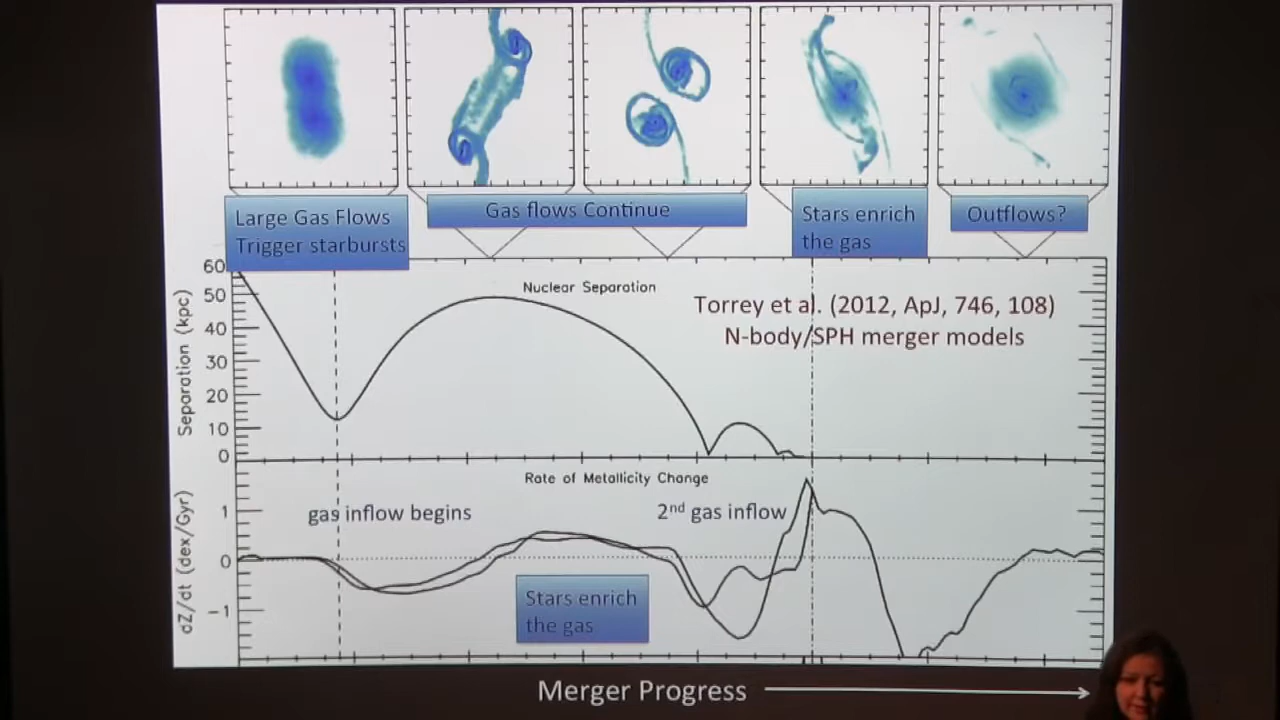 Large Gas Flows
Trigger starbursts
Gas flows Continue
Stars enrich
the gas
Outflows?
Nuclear Separation
Torrey et al. (2012, ApJ, 746, 108)
N-body/SPH merger models
Separation (kpc)
60
50
40
30
20
10
0
Rate of Metallicity Change
gas inflow begins
2nd gas inflow
Stars enrich
the gas
dZ/dt (dex/Gyr)
1
0
-1
Merger Progress